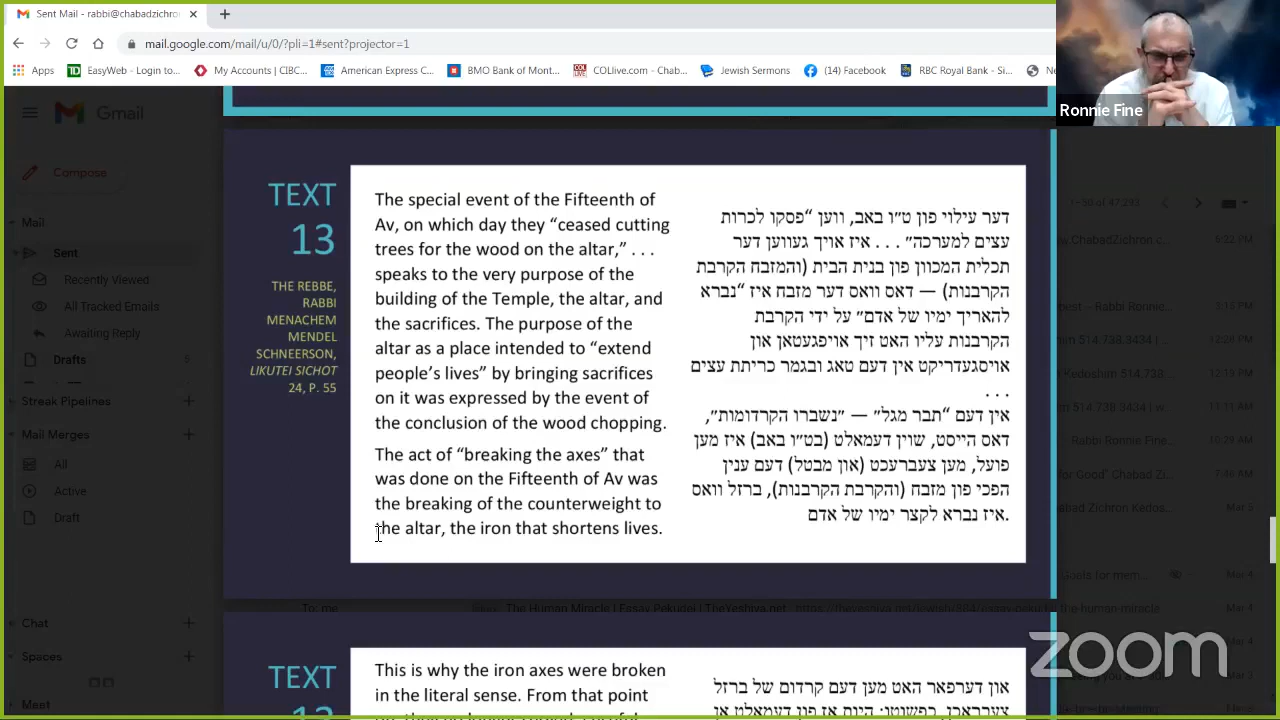 Sent Mail - rabbi@chabadzichron
mail.google.com/mail/u/0/?pli=1#sent?projector=1
Apps
EasyWeb - Login to...
My Accounts | CIBC...
American Express C...
BMO Bank of Mont...
COLlive.com - Chab...
Jewish Sermons
(14) Facebook
RBC Royal Bank - Si...
Ronnie Fine
Gmail
Compose
Mail
Sent
Recently Viewed
All Tracked Emails
Awaiting Reply
Drafts
Streak Pipelines
Mail Merges
All
Active
Draft
Chat
Spaces
Meet
TEXT
13
THE REBBE,
RABBI
MENACHEM
MENDEL
SCHNEERSON,
LIKUTEI SICHOT
24, P. 55
The special event of the Fifteenth of
Av, on which day they “ceased cutting
trees for the wood on the altar,” . . .
speaks to the very purpose of the
building of the Temple, the altar, and
the sacrifices. The purpose of the
altar as a place intended to “extend
people’s lives” by bringing sacrifices
on it was expressed by the event of
the conclusion of the wood chopping.
The act of “breaking the axes” that
was done on the Fifteenth of Av was
the breaking of the counterweight to
the altar, the iron that shortens lives.
דער עילוי פון ט״ו באב, ווען “פסקו לכרות
עצים למערכה״ . . . איז אויך געווען דער
תכלית המכוון פון בנית הבית (והמזבח הקרבת
הקרבנות) — דאס וואס דער מזבח איז “נברא
להאריך ימיו של אדם״ על ידי הקרבת
הקרבנות עליו האט זיך אויפגעטאן און
אויסגעדריקט אין דעם טאג ובגמר כריתת עצים
. . .
אין דעם “תבר מגל״ — ״נשברו הקרדומות״,
דאס הייסט, שוין דעמאלט (בט״ו באב) איז מען
פועל, מען צעברעכט (און מבטל) דעם ענין
הפכי פון מזבח (והקרבת הקרבנות), ברזל וואס
איז נברא לקצר ימיו של אדם.
The Human Miracle | Essay Pekudei | TheYeshiva.net
TEXT
This is why the iron axes were broken
in the literal sense. From that point
און דערפאר האט מען דעם קרדום של ברזל
zoom